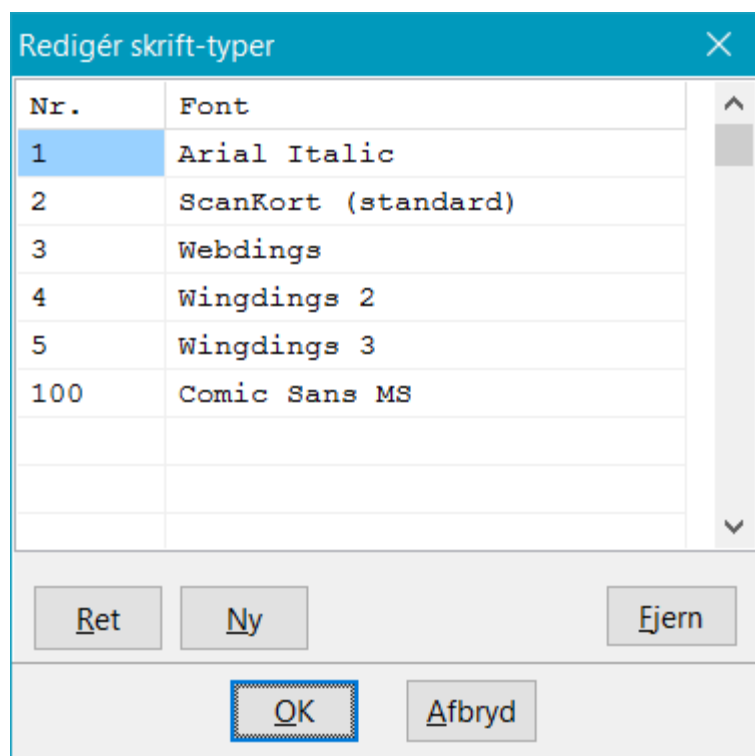 Redigér skrift-typer
Nr. Font
1 Arial Italic
2 ScanKort (standard)
3 Webdings
4 Wingdings 2
5 Wingdings 3
100 Comic Sans MS
Ret Ny Fjern
OK Afbryd